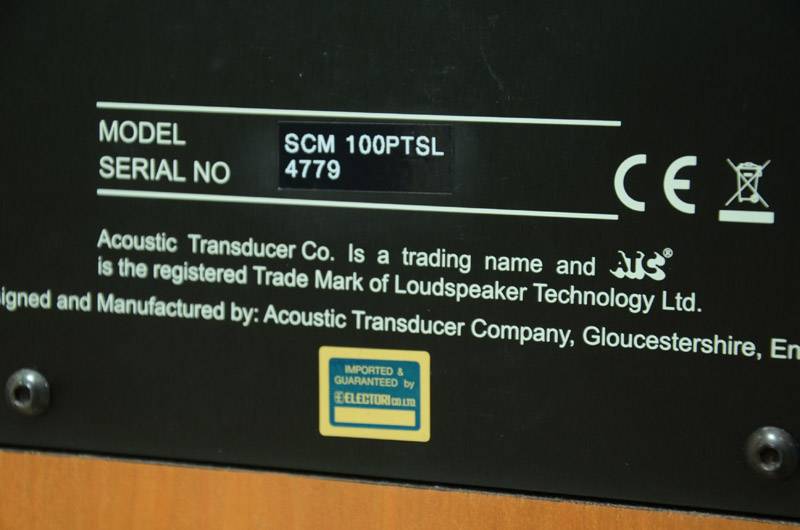 MODEL SCM 100PTSL
SERIAL NO 4779
CE
Acoustic Transducer Co. Is a trading name and ATC®
is the registered Trade Mark of Loudspeaker Technology Ltd.
signed and Manufactured by: Acoustic Transducer Company, Gloucestershire, En
IMPORTED &
GUARANTEED by
ELECTORI CO.LTD.